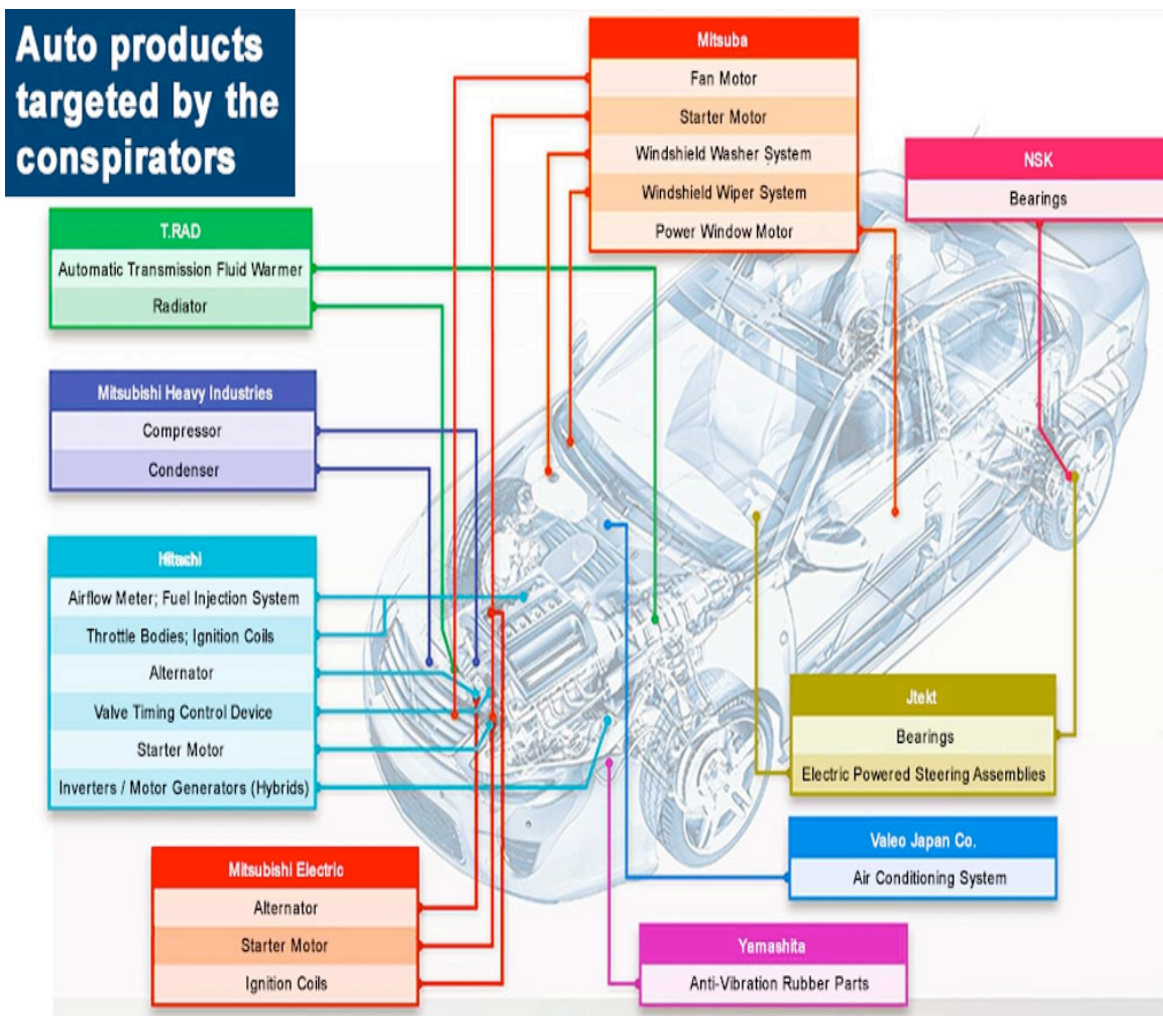 Auto products
targeted by the
conspirators
Mitsuba
Fan Motor
Starter Motor
Windshield Washer System
Windshield Wiper System
Power Window Motor
NSK
Bearings
T.RAD
Automatic Transmission Fluid Warmer
Radiator
Mitsubishi Heavy Industries
Compressor
Condenser
Hitachi
Airflow Meter; Fuel Injection System
Throttle Bodies; Ignition Coils
Alternator
Valve Timing Control Device
Starter Motor
Inverters / Motor Generators (Hybrids)
Jtekt
Bearings
Electric Powered Steering Assemblies
Valeo Japan Co.
Air Conditioning System
Mitsubishi Electric
Alternator
Starter Motor
Ignition Coils
Yamashita
Anti-Vibration Rubber Parts